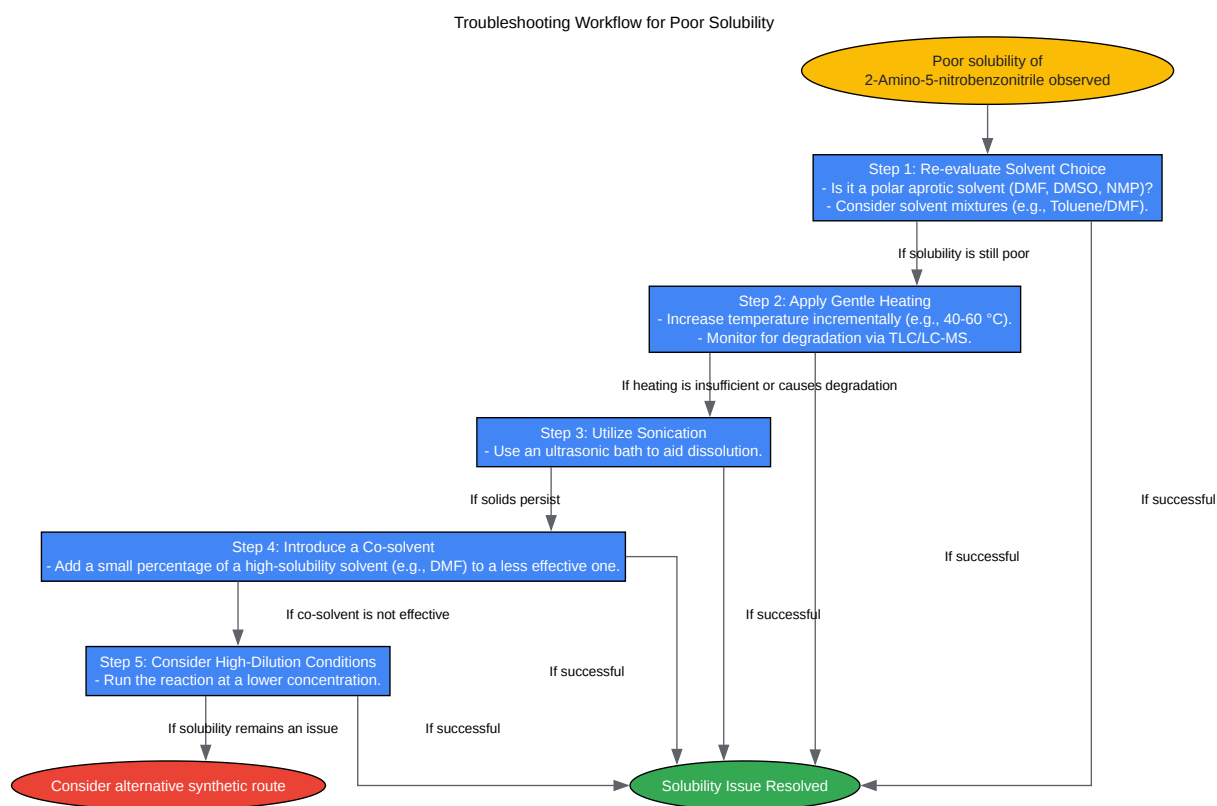 Troubleshooting Workflow for Poor Solubility
Poor solubility of
2-Amino-5-nitrobenzonitrile observed
Step 1: Re-evaluate Solvent Choice
- Is it a polar aprotic solvent (DMF, DMSO, NMP)?
- Consider solvent mixtures (e.g., Toluene/DMF).
If solubility is still poor
Step 2: Apply Gentle Heating
- Increase temperature incrementally (e.g., 40-60 °C).
- Monitor for degradation via TLC/LC-MS.
If heating is insufficient or causes degradation
Step 3: Utilize Sonication
- Use an ultrasonic bath to aid dissolution.
If solids persist
If successful
Step 4: Introduce a Co-solvent
- Add a small percentage of a high-solubility solvent (e.g., DMF) to a less effective one.
If successful
If co-solvent is not effective
If successful
Step 5: Consider High-Dilution Conditions
- Run the reaction at a lower concentration.
If successful
If solubility remains an issue
If successful
Consider alternative synthetic route
Solubility Issue Resolved